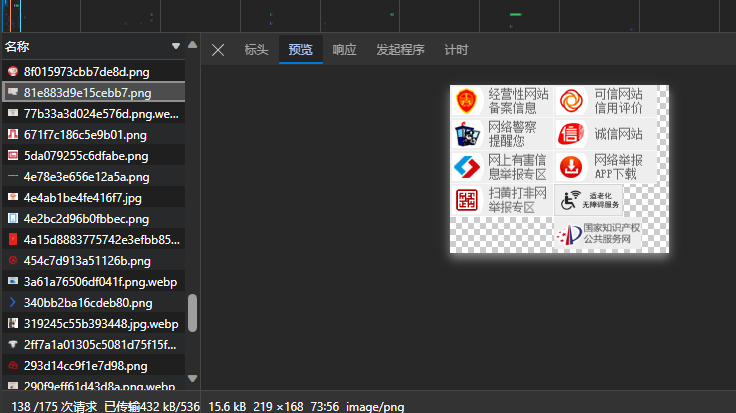 名称
标头 预览 响应 发起程序 计时
8f015973cbb7de8d.png
81e883d9e15cebb7.png
77b33a3d024e576d.png.we...
671f7c186c5e9b01.png
5da079255c6dfabe.png
4e78e3e656e12a5a.png
4e4ab1be4fe416f7.jpg
4e2bc2d96b0fbbec.png
4a15d8883775742e3efbb85...
454c7d913a51126b.png
3a61a76506df041f.png.webp
340bb2ba16cdeb80.png
319245c55b393448.jpg.webp
2ff7a1a01305c5081d75f15f...
293d14cc9f1e7d98.png
290f9eff61d43d8a.png.webp
经营性网站
备案信息
可信网站
信用评价
网络警察
提醒您
诚信网站
网上有害信
息举报专区
网络举报
APP下载
扫黄打非网
举报专区
适老化
无障碍服务
国家知识产权
公共服务网
138 /175 次请求 已传输432 kB/536 15.6 kB 219 ×168 73:56 image/png